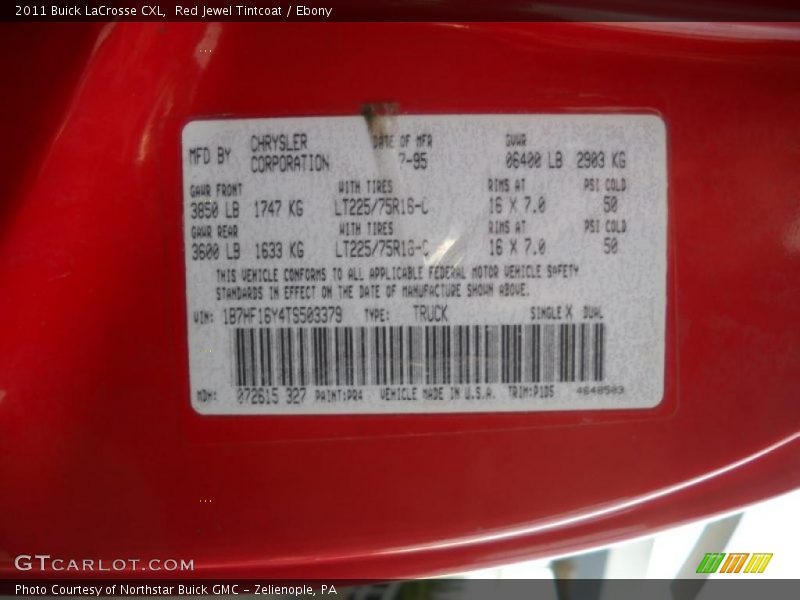 2011 Buick LaCrosse CXL,  Red Jewel Tintcoat / Ebony
MFD BY CHRYSLER CORPORATION
DATE OF MFR 7-95
GVWR 06400 LB 2903 KG
GAWR FRONT WITH TIRES RIMS AT PSI COLD
3850 LB 1747 KG LT225/75R16-C 16 X 7.0 50
GAWR REAR WITH TIRES RIMS AT PSI COLD
3600 LB 1633 KG LT225/75R16-C 16 X 7.0 50
THIS VEHICLE CONFORMS TO ALL APPLICABLE FEDERAL MOTOR VEHICLE SAFETY
STANDARDS IN EFFECT ON THE DATE OF MANUFACTURE SHOWN ABOVE.
VIN: 1B7HF16Y4TS503379 TYPE: TRUCK SINGLE X DUAL
MDH: 072615 327 PAINT:PR4 VEHICLE MADE IN U.S.A. TRIM:P1D5 4648503
GTCARLOT.COM
Photo Courtesy of Northstar Buick GMC - Zelienople, PA